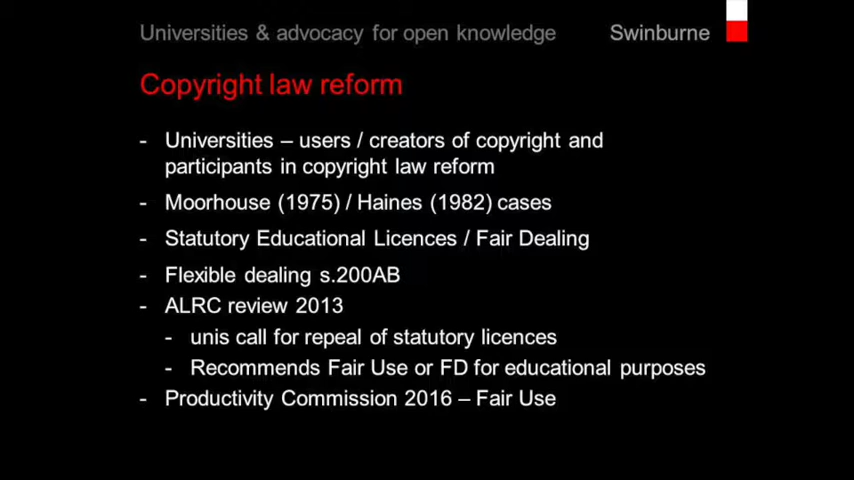 Universities & advocacy for open knowledge Swinburne
Copyright law reform
- Universities – users / creators of copyright and
participants in copyright law reform
- Moorhouse (1975) / Haines (1982) cases
- Statutory Educational Licences / Fair Dealing
- Flexible dealing s.200AB
- ALRC review 2013
- unis call for repeal of statutory licences
- Recommends Fair Use or FD for educational purposes
- Productivity Commission 2016 – Fair Use